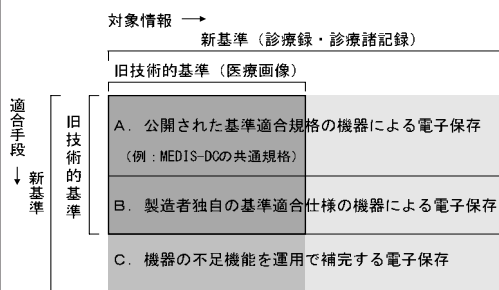 対象情報 →
新基準（診療録・診療諸記録）
旧技術的基準（医療画像）
適合手段 →
新基準
旧技術的基準
A．公開された基準適合規格の機器による電子保存
（例：MEDIS-DCの共通規格）
B．製造者独自の基準適合仕様の機器による電子保存
C．機器の不足機能を運用で補完する電子保存